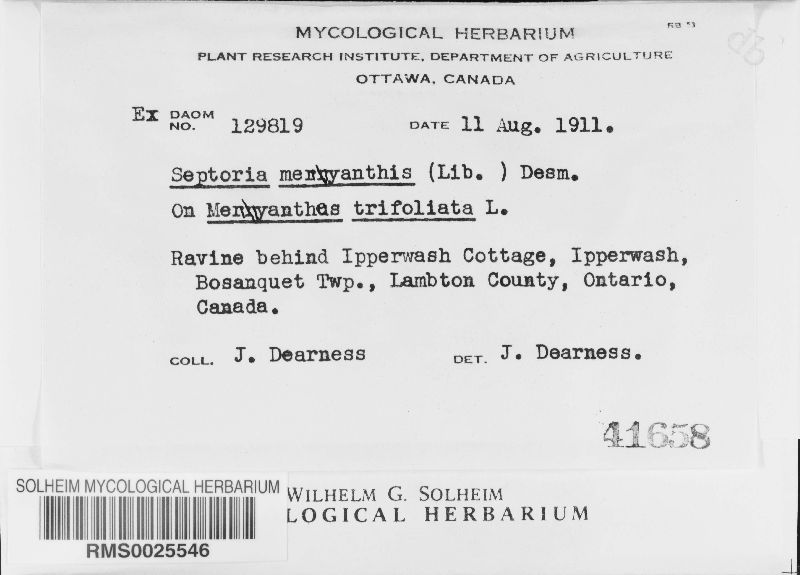 MYCOLOGICAL HERBARIUM
PLANT RESEARCH INSTITUTE, DEPARTMENT OF AGRICULTURE
OTTAWA, CANADA
Ex DAOM NO. 129819 DATE 11 Aug. 1911.
Septoria menyanthis (Lib. ) Desm.
On Menyanthes trifoliata L.
Ravine behind Ipperwash Cottage, Ipperwash,
Bosanquet Twp., Lambton County, Ontario,
Canada.
COLL. J. Dearness DET. J. Dearness.
41658
SOLHEIM MYCOLOGICAL HERBARIUM
RMS0025546
WILHELM G. SOLHEIM
LOGICAL HERBARIUM